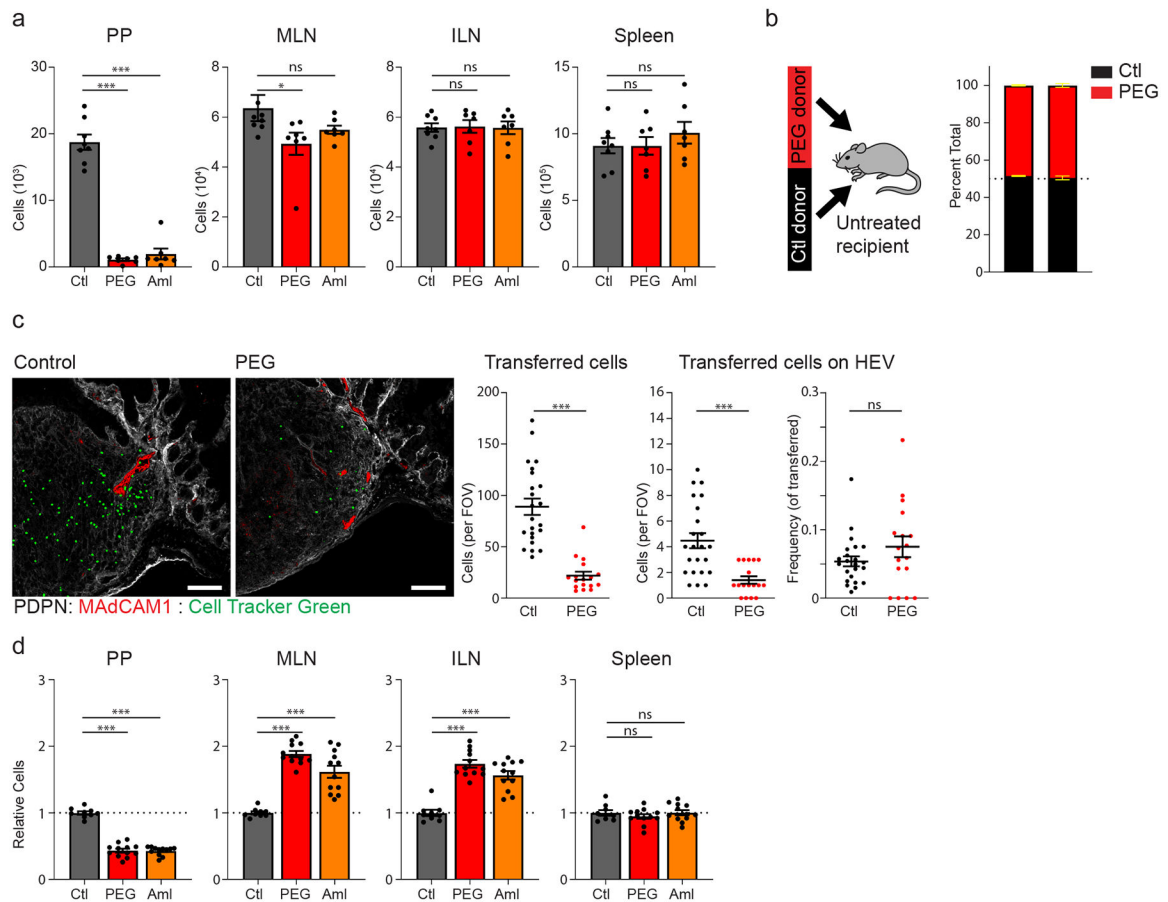 a
PP
MLN
ILN
Spleen
Cells (10³)
30
20
10
0
***
***
Ctl PEG Aml
Cells (10⁴)
8
6
4
2
0
ns
*
Ctl PEG Aml
Cells (10⁴)
8
6
4
2
0
ns
ns
Ctl PEG Aml
Cells (10⁵)
15
10
5
0
ns
ns
Ctl PEG Aml
b
PEG donor
Ctl donor
Untreated
recipient
Percent Total
100
80
60
40
20
0
Ctl
PEG
c
Control
PEG
PDPN: MAdCAM1 : Cell Tracker Green
Transferred cells
Cells (per FOV)
200
150
100
50
0
***
Ctl PEG
Transferred cells on HEV
Cells (per FOV)
16
14
12
10
8
6
4
2
0
***
Ctl PEG
Frequency (of transferred)
0.3
0.2
0.1
0
ns
Ctl PEG
d
PP
MLN
ILN
Spleen
Relative Cells
3
2
1
0
***
***
Ctl PEG Aml
3
2
1
0
***
***
Ctl PEG Aml
3
2
1
0
***
***
Ctl PEG Aml
3
2
1
0
ns
ns
Ctl PEG Aml